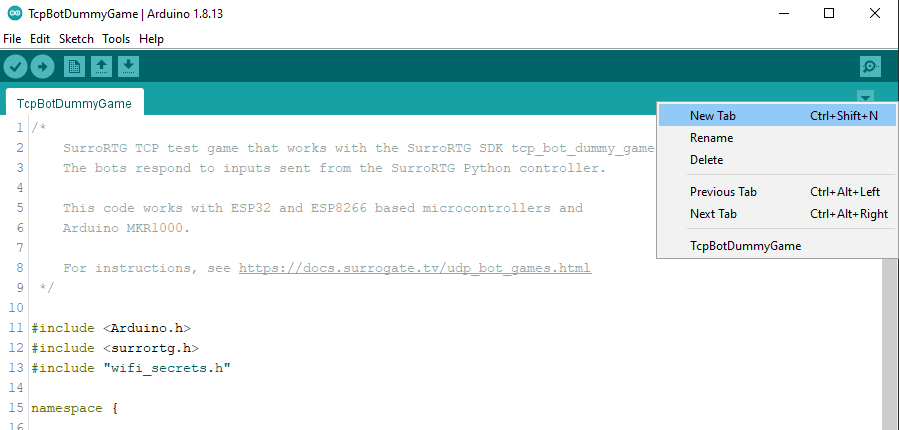 TcpBotDummyGame | Arduino 1.8.13
File Edit Sketch Tools Help
TcpBotDummyGame
New Tab Ctrl+Shift+N
Rename
Delete
Previous Tab Ctrl+Alt+Left
Next Tab Ctrl+Alt+Right
TcpBotDummyGame
1 /*
2 SurroRTG TCP test game that works with the SurroRTG SDK tcp_bot_dummy_game
3 The bots respond to inputs sent from the SurroRTG Python controller.
4
5 This code works with ESP32 and ESP8266 based microcontrollers and
6 Arduino MKR1000.
7
8 For instructions, see https://docs.surrogate.tv/udp_bot_games.html
9 */
10
11 #include <Arduino.h>
12 #include <surrortg.h>
13 #include "wifi_secrets.h"
14
15 namespace {
16